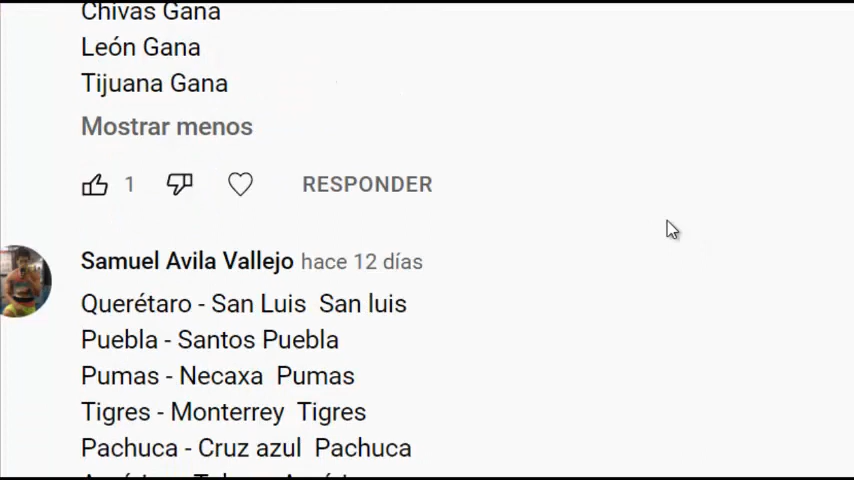 Chivas Gana
León Gana
Tijuana Gana
Mostrar menos
1 RESPONDER
Samuel Avila Vallejo hace 12 días
Querétaro - San Luis San luis
Puebla - Santos Puebla
Pumas - Necaxa Pumas
Tigres - Monterrey Tigres
Pachuca - Cruz azul Pachuca